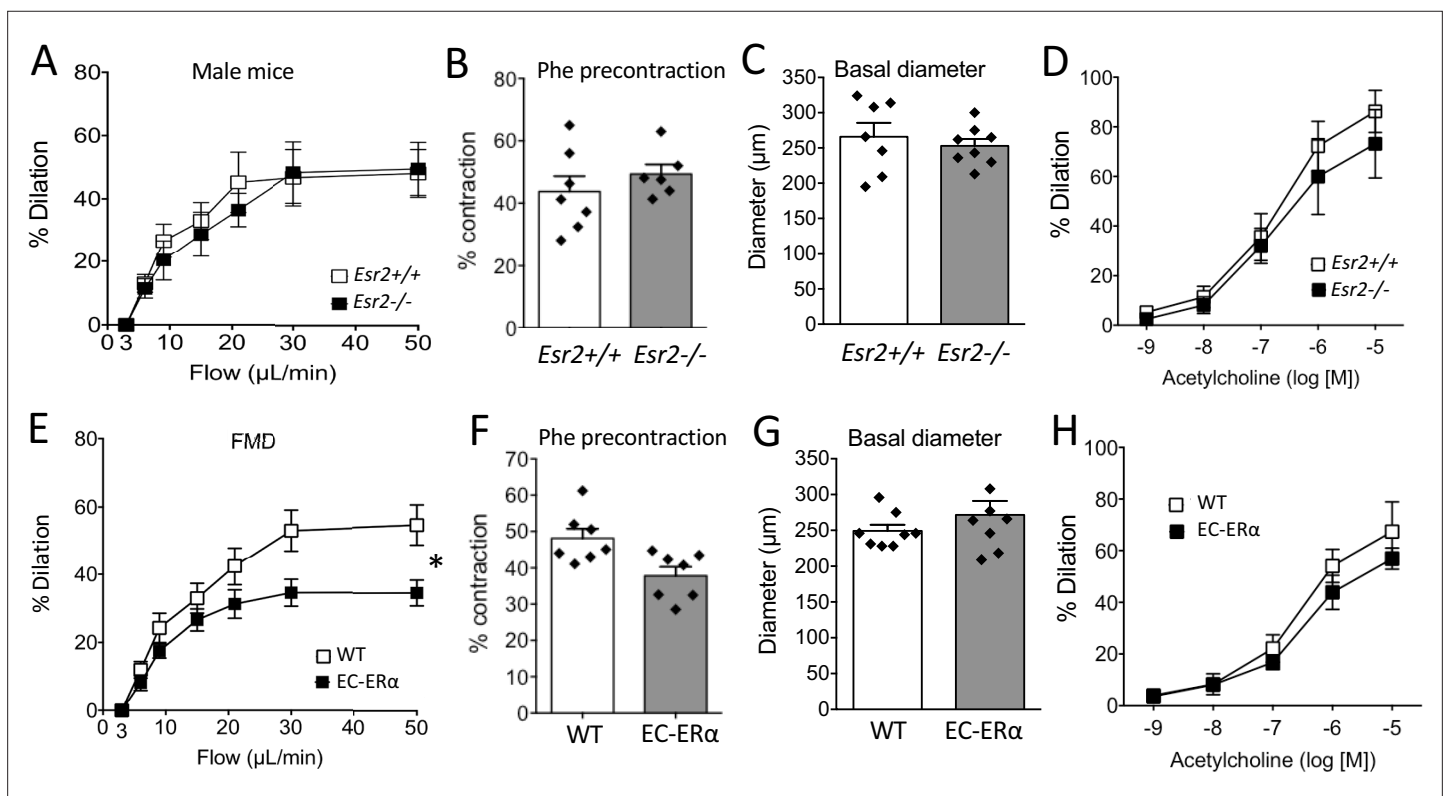 A
Male mice
% Dilation
80
60
40
20
0
0 3 10 20 30 40 50
Flow (µL/min)
Esr2+/+
Esr2-/-
B
Phe precontraction
% contraction
80
60
40
20
0
Esr2+/+ Esr2-/-
C
Basal diameter
Diameter (µm)
350
300
250
200
150
100
50
0
Esr2+/+ Esr2-/-
D
% Dilation
100
80
60
40
20
0
-9 -8 -7 -6 -5
Acetylcholine (log [M])
Esr2+/+
Esr2-/-
E
FMD
% Dilation
80
60
40
20
0
0 3 10 20 30 40 50
Flow (µL/min)
WT
EC-ERα
*
F
Phe precontraction
% contraction
70
60
50
40
30
20
10
0
WT EC-ERα
G
Basal diameter
Diameter (µm)
350
300
250
200
150
100
50
0
WT EC-ERα
H
% Dilation
100
80
60
40
20
0
-9 -8 -7 -6 -5
Acetylcholine (log [M])
WT
EC-ERα